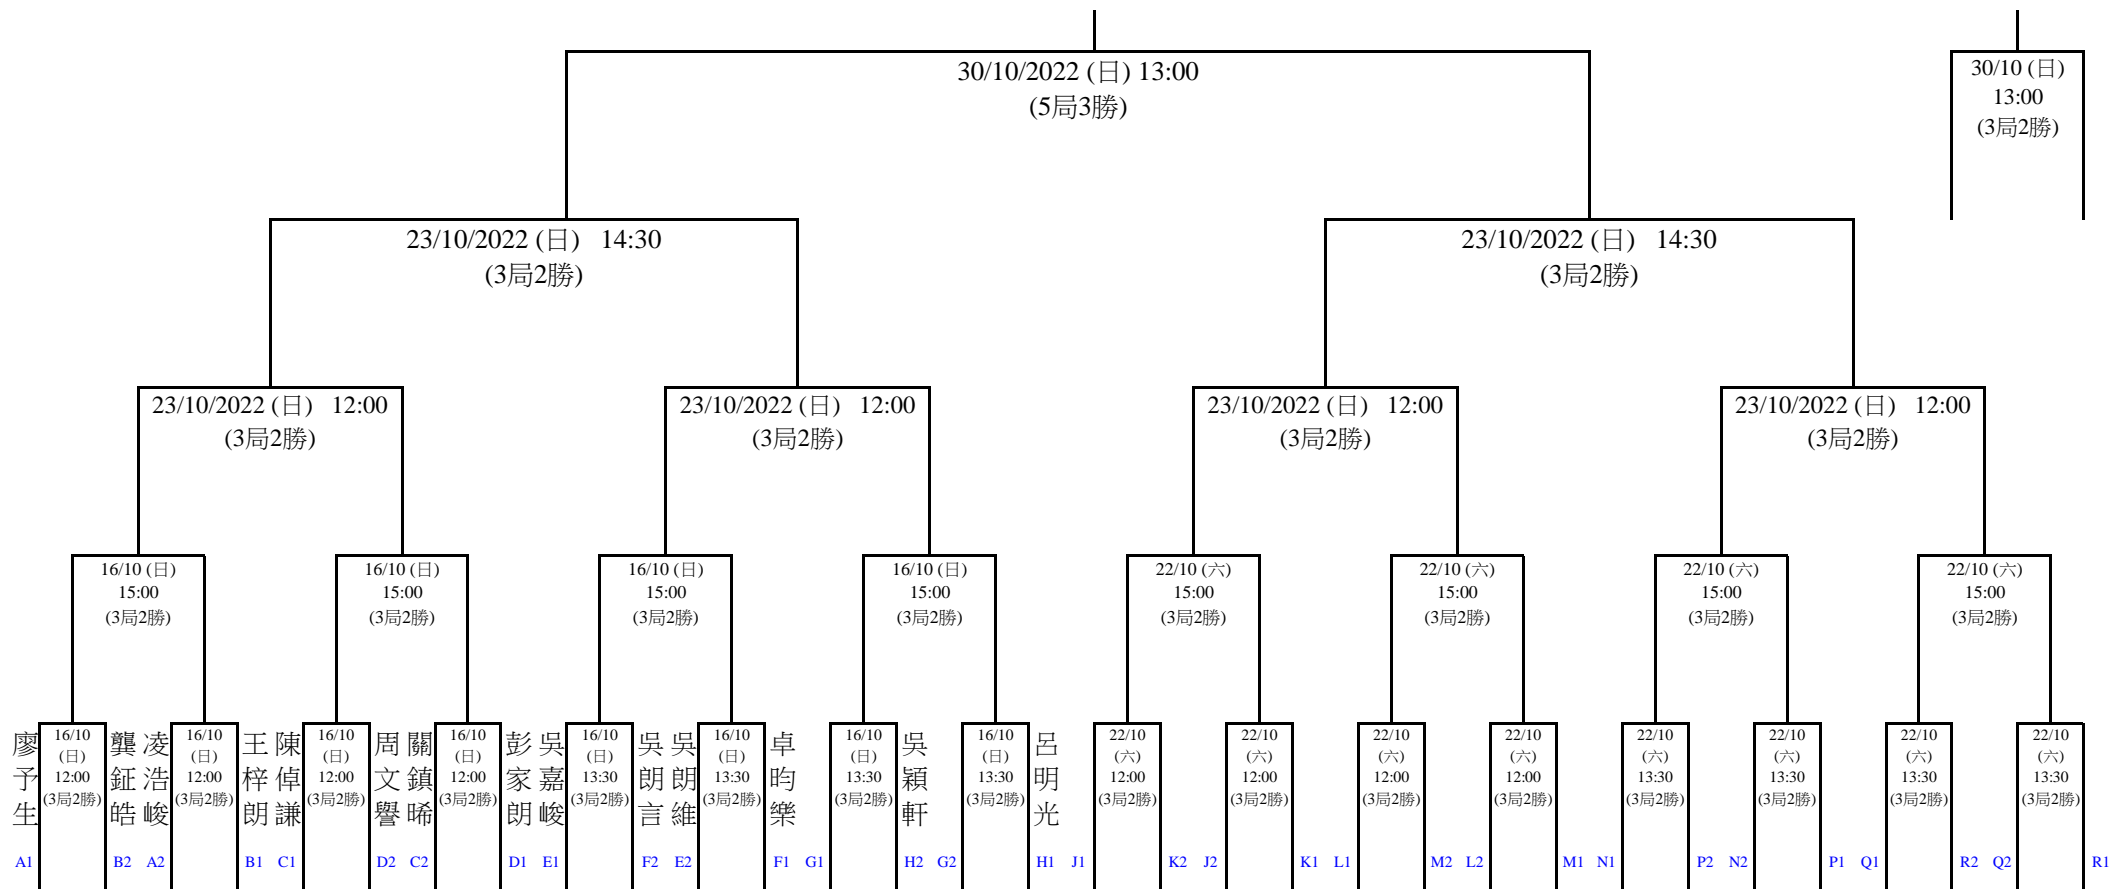 30/10/2022 (日) 13:00
(5局3勝)
30/10 (日)
13:00
(3局2勝)
23/10/2022 (日) 14:30
(3局2勝)
23/10/2022 (日) 14:30
(3局2勝)
23/10/2022 (日) 12:00
(3局2勝)
23/10/2022 (日) 12:00
(3局2勝)
23/10/2022 (日) 12:00
(3局2勝)
23/10/2022 (日) 12:00
(3局2勝)
16/10 (日)
15:00
(3局2勝)
16/10 (日)
15:00
(3局2勝)
16/10 (日)
15:00
(3局2勝)
16/10 (日)
15:00
(3局2勝)
22/10 (六)
15:00
(3局2勝)
22/10 (六)
15:00
(3局2勝)
22/10 (六)
15:00
(3局2勝)
22/10 (六)
15:00
(3局2勝)
廖予生
16/10
(日)
12:00
(3局2勝)
龔鉦皓
凌浩峻
16/10
(日)
12:00
(3局2勝)
王梓朗
陳倬謙
16/10
(日)
12:00
(3局2勝)
周文譽
關鎮晞
16/10
(日)
12:00
(3局2勝)
彭家朗
吳嘉峻
16/10
(日)
13:30
(3局2勝)
吳朗言
吳朗維
16/10
(日)
13:30
(3局2勝)
卓昀樂
16/10
(日)
13:30
(3局2勝)
吳穎軒
16/10
(日)
13:30
(3局2勝)
呂明光
22/10
(六)
12:00
(3局2勝)
22/10
(六)
12:00
(3局2勝)
22/10
(六)
12:00
(3局2勝)
22/10
(六)
12:00
(3局2勝)
22/10
(六)
13:30
(3局2勝)
22/10
(六)
13:30
(3局2勝)
22/10
(六)
13:30
(3局2勝)
22/10
(六)
13:30
(3局2勝)
A1 B2 A2 B1 C1 D2 C2 D1 E1 F2 E2 F1 G1 H2 G2 H1 J1 K2 J2 K1 L1 M2 L2 M1 N1 P2 N2 P1 Q1 R2 Q2 R1